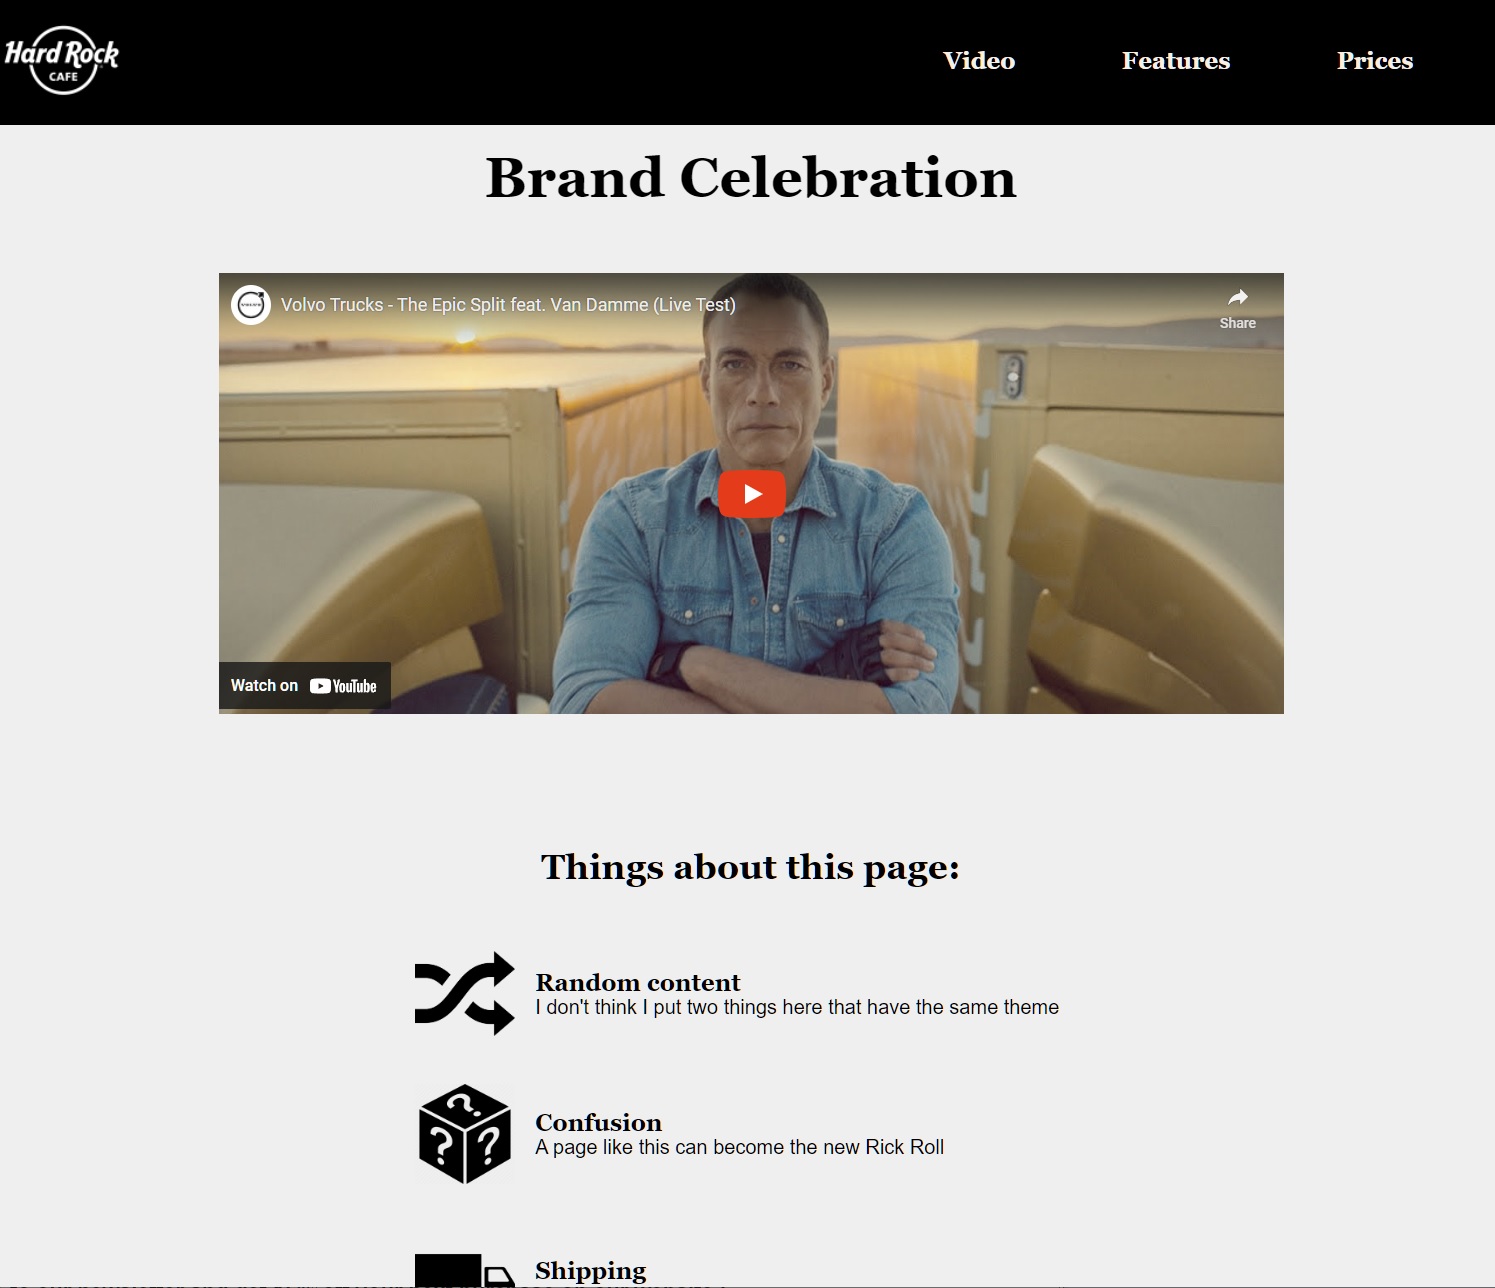 Hard Rock
CAFE
Video
Features
Prices
Brand Celebration
VOLVO
Volvo Trucks - The Epic Split feat. Van Damme (Live Test)
Share
Watch on YouTube
Things about this page:
Random content
I don't think I put two things here that have the same theme
?
Confusion
? ?
A page like this can become the new Rick Roll
Shipping